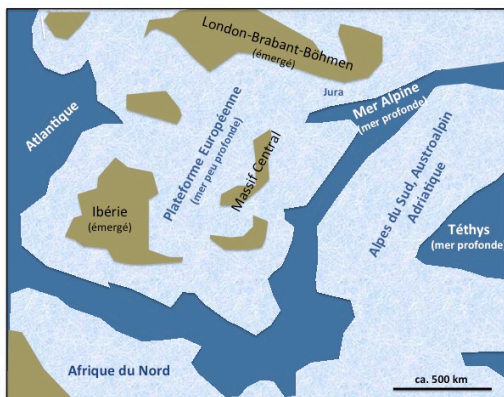 London-Brabant-Böhmen
(émergé)
Jura
Mer Alpine
(mer profonde)
Atlantique
Plateforme Européenne
(mer peu profonde)
Massif Central
Alpes du Sud, Austroalpin
Adriatique
Ibérie
(émergé)
Téthys
(mer profonde)
Afrique du Nord
ca. 500 km